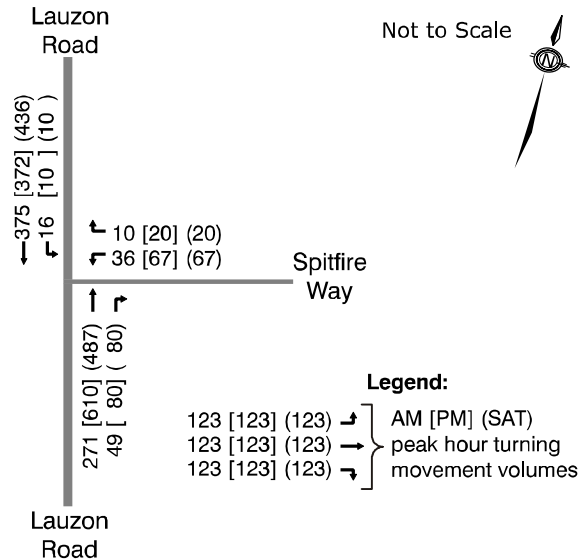 Lauzon
Road
Not to Scale
N
375 [372] (436)
16 [10 ] (10 )
10 [20] (20)
36 [67] (67)
Spitfire
Way
271 [610] (487)
49 [ 80] ( 80)
Legend:
123 [123] (123)
123 [123] (123)
123 [123] (123)
AM [PM] (SAT)
peak hour turning
movement volumes
Lauzon
Road